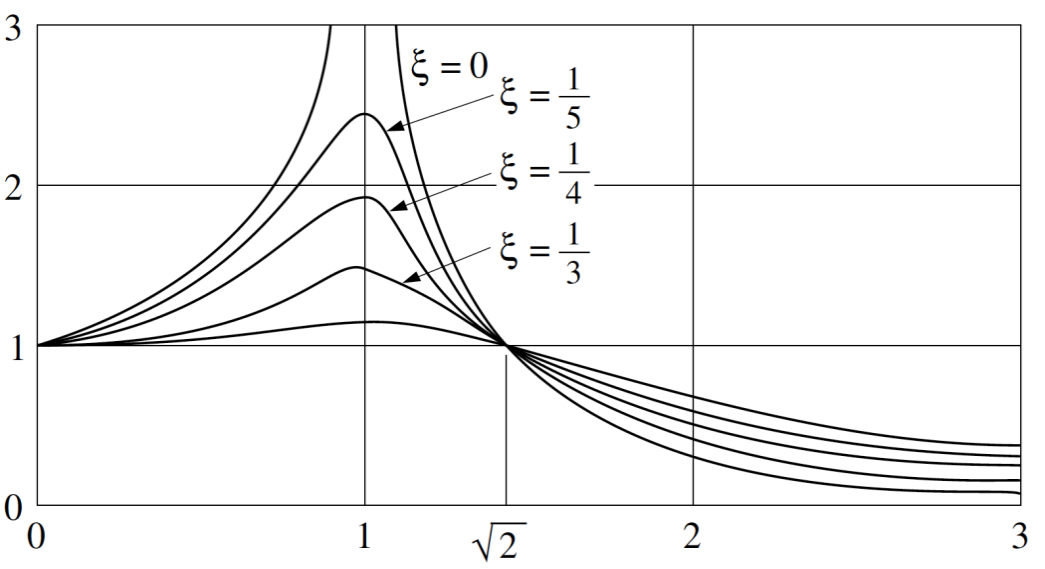 3
ξ = 0
ξ = 1/5
2
ξ = 1/4
ξ = 1/3
1
0
0 1 √2 2 3